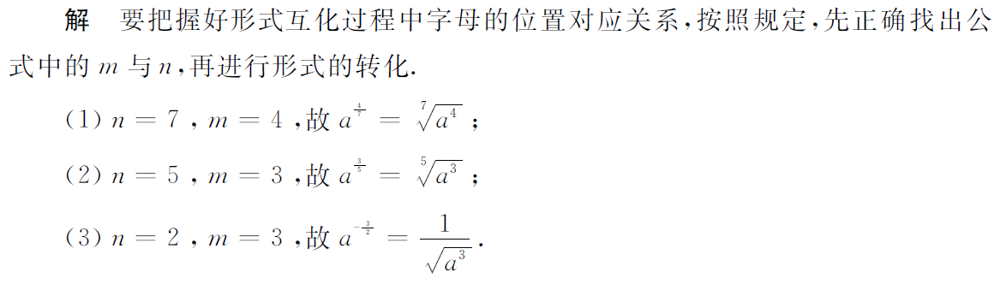 解 要把握好形式互化过程中字母的位置对应关系,按照规定,先正确找出公
式中的 m 与 n,再进行形式的转化.
(1) n = 7 , m = 4 ,故 a^{\frac{4}{7}} = \sqrt[7]{a^4} ;
(2) n = 5 , m = 3 ,故 a^{\frac{3}{5}} = \sqrt[5]{a^3} ;
(3) n = 2 , m = 3 ,故 a^{-\frac{3}{2}} = \frac{1}{\sqrt{a^3}} .